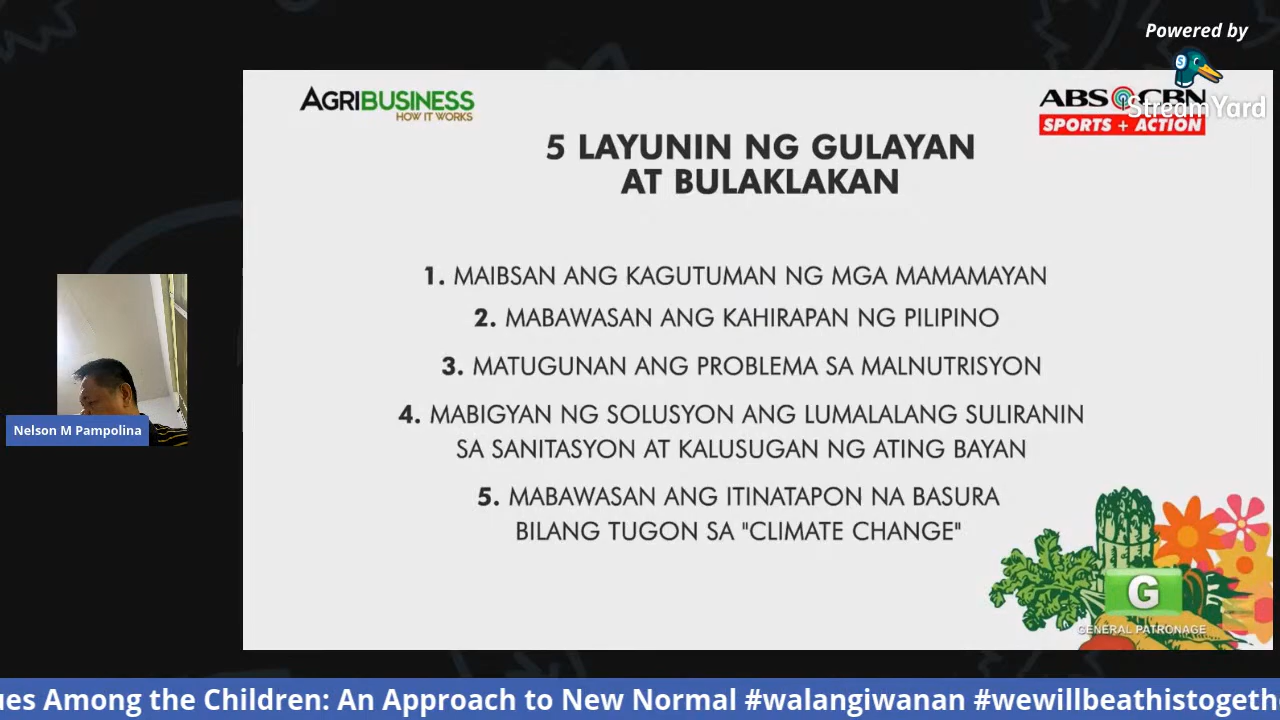 Powered by
StreamYard
AGRIBUSINESS
HOW IT WORKS
ABS CBN
SPORTS + ACTION
5 LAYUNIN NG GULAYAN
AT BULAKLAKAN
1. MAIBSAN ANG KAGUTUMAN NG MGA MAMAMAYAN
2. MABAWASAN ANG KAHIRAPAN NG PILIPINO
3. MATUGUNAN ANG PROBLEMA SA MALNUTRISYON
4. MABIGYAN NG SOLUSYON ANG LUMALALANG SULIRANIN
SA SANITASYON AT KALUSUGAN NG ATING BAYAN
5. MABAWASAN ANG ITINATAPON NA BASURA
BILANG TUGON SA "CLIMATE CHANGE"
G
GENERAL PATRONAGE
Nelson M Pampolina
ues Among the Children: An Approach to New Normal #walangiwanan #wewillbeathistogeth